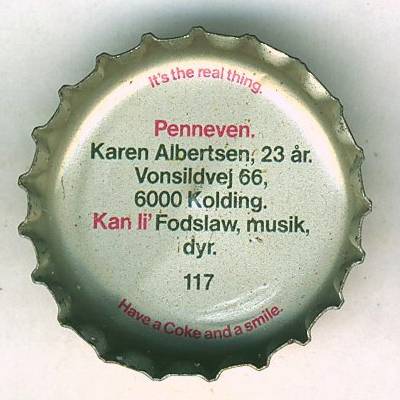 It's the real thing.
Penneven.
Karen Albertsen, 23 år.
Vonsildvej 66,
6000 Kolding.
Kan li' Fodslaw, musik,
dyr.
117
Have a Coke and a smile.